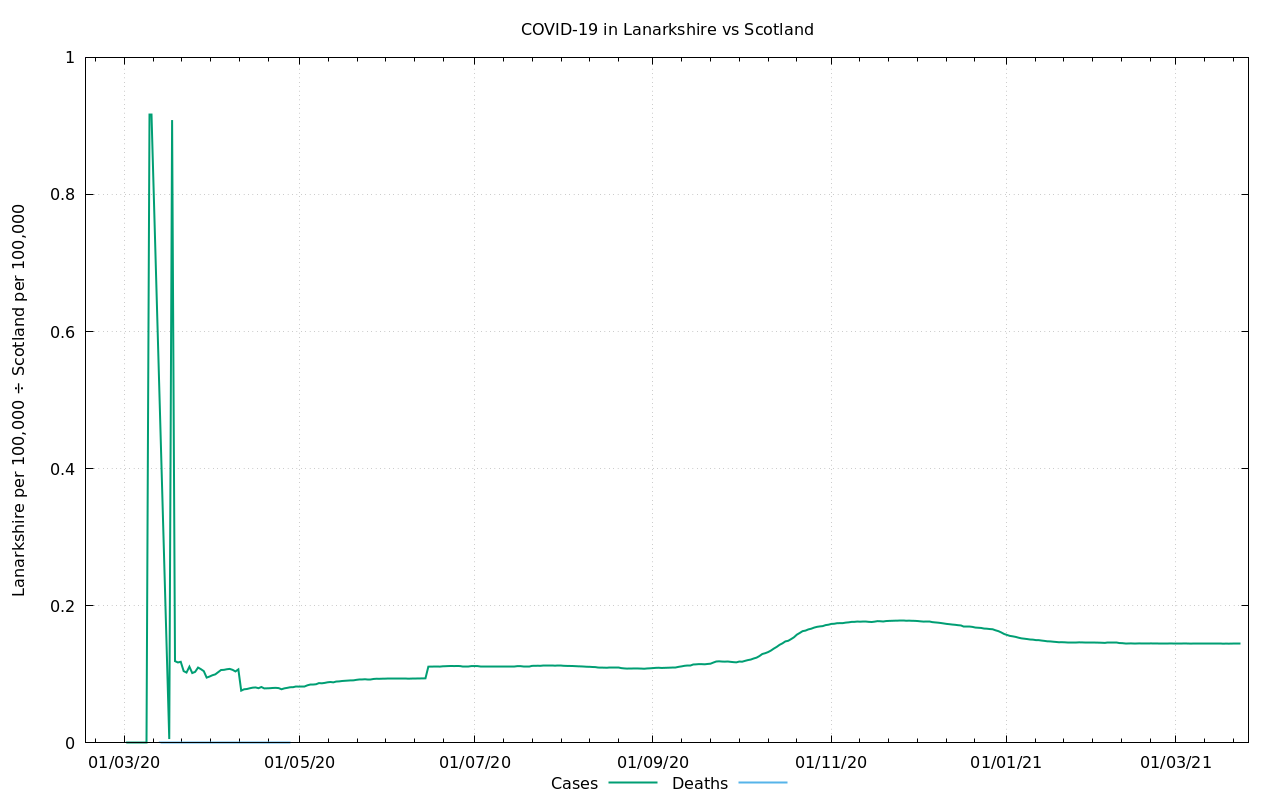 COVID-19 in Lanarkshire vs Scotland
Lanarkshire per 100,000 ÷ Scotland per 100,000
1
0.8
0.6
0.4
0.2
0
01/03/20 01/05/20 01/07/20 01/09/20 01/11/20 01/01/21 01/03/21
Cases Deaths